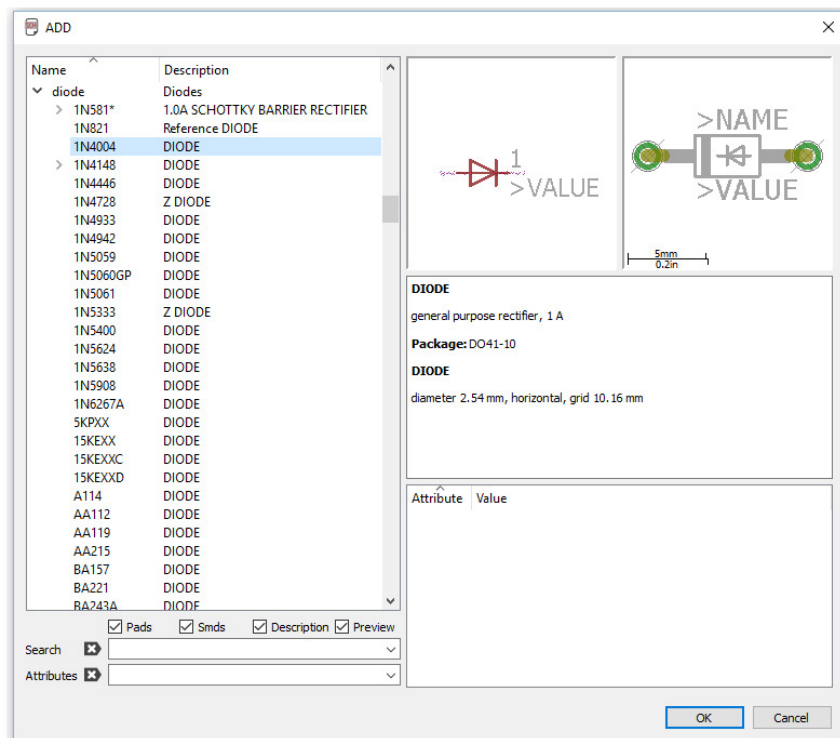 ADD
Name Description
diode Diodes
1N581* 1.0A SCHOTTKY BARRIER RECTIFIER
1N821 Reference DIODE
1N4004 DIODE
1N4148 DIODE
1N4446 DIODE
1N4728 Z DIODE
1N4933 DIODE
1N4942 DIODE
1N5059 DIODE
1N5060GP DIODE
1N5061 DIODE
1N5333 Z DIODE
1N5400 DIODE
1N5624 DIODE
1N5638 DIODE
1N5908 DIODE
1N6267A DIODE
5KPXX DIODE
15KEXX DIODE
15KEXXC DIODE
15KEXXD DIODE
A114 DIODE
AA112 DIODE
AA119 DIODE
AA215 DIODE
BA157 DIODE
BA221 DIODE
BA243A DIODE
Pads Smds Description Preview
Search
Attributes
1
>VALUE
>NAME
>VALUE
5mm
0.2in
DIODE
general purpose rectifier, 1 A
Package: DO41-10
DIODE
diameter 2.54 mm, horizontal, grid 10.16 mm
Attribute Value
OK Cancel